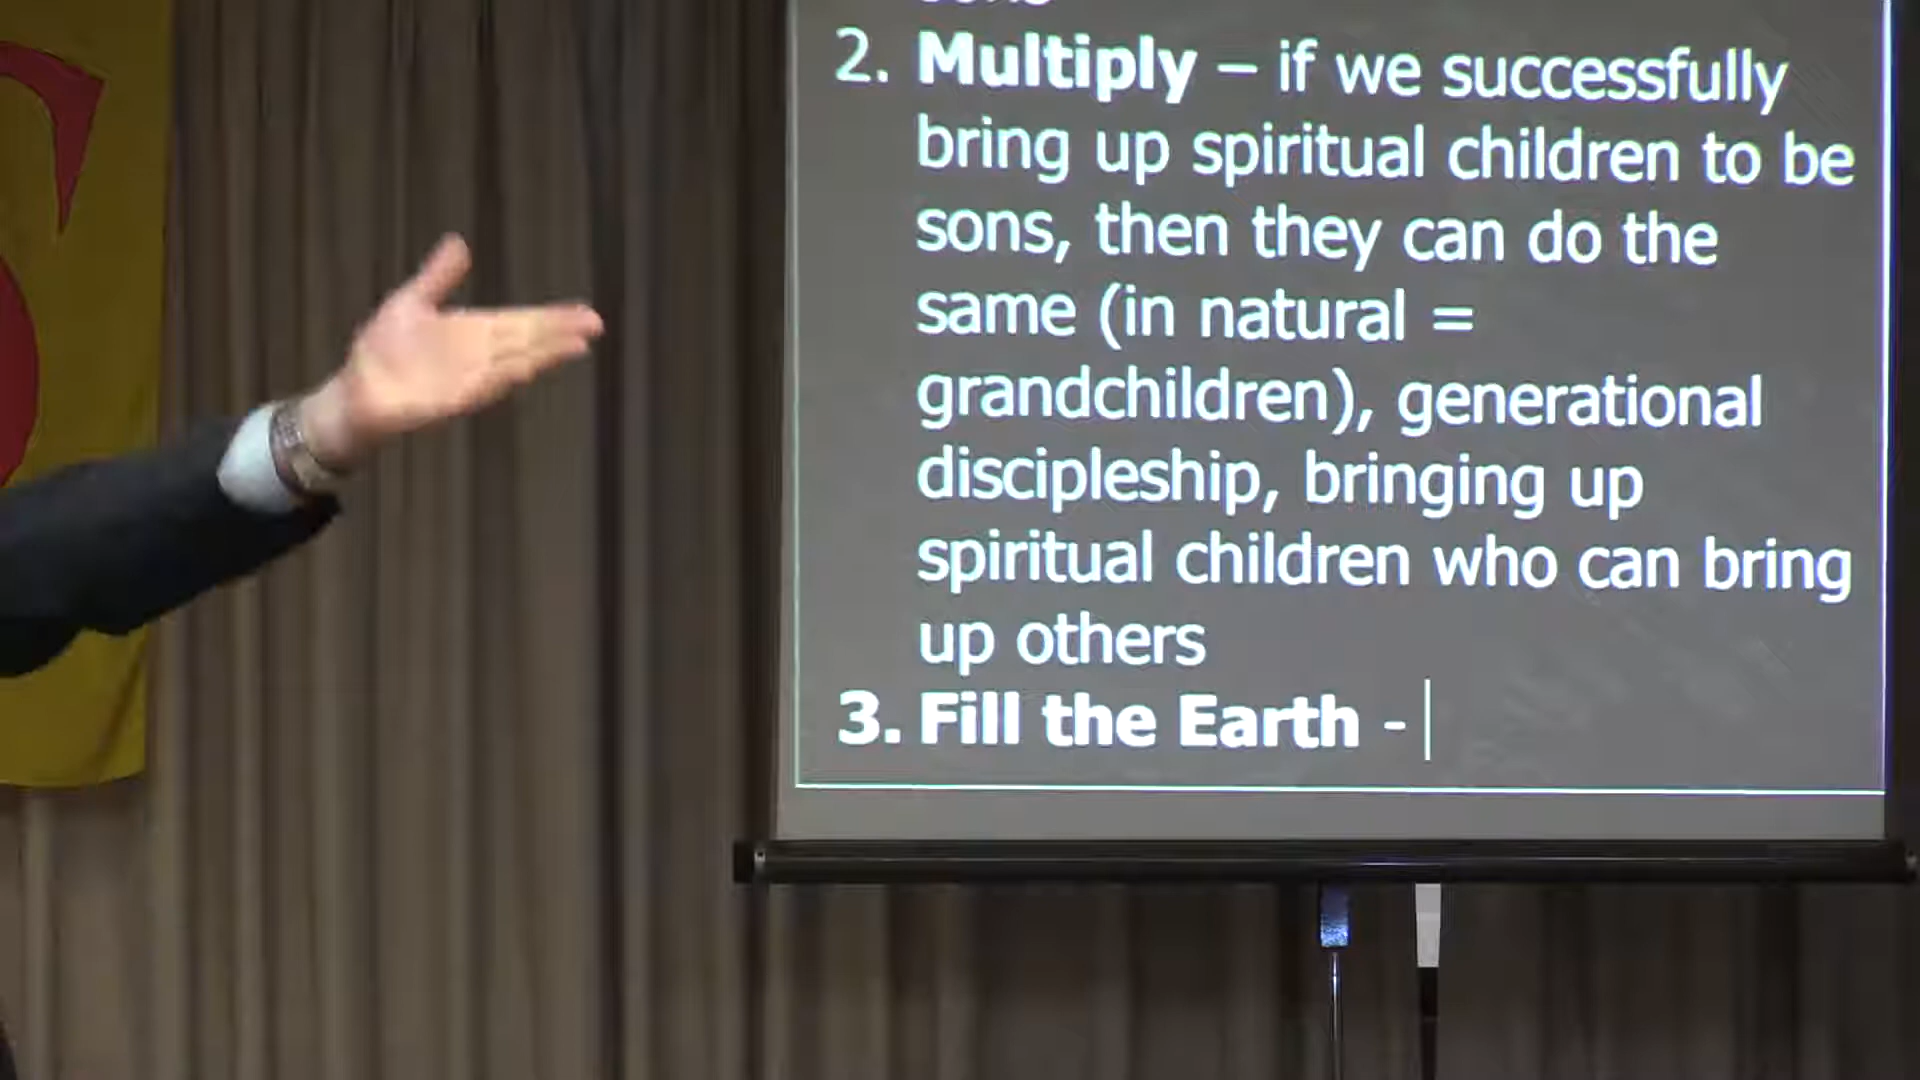 sons
2. Multiply – if we successfully
bring up spiritual children to be
sons, then they can do the
same (in natural =
grandchildren), generational
discipleship, bringing up
spiritual children who can bring
up others
3. Fill the Earth -